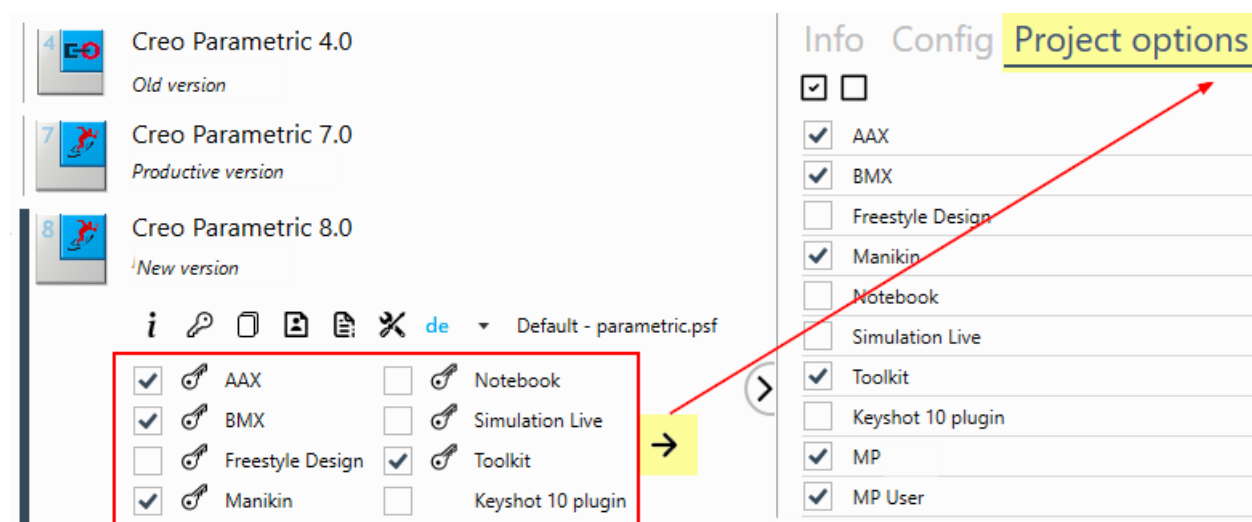 4
Creo Parametric 4.0
Old version
7
Creo Parametric 7.0
Productive version
8
Creo Parametric 8.0
New version
i de Default - parametric.psf
AAX Notebook
BMX Simulation Live
Freestyle Design Toolkit
Manikin Keyshot 10 plugin
Info Config Project options
AAX
BMX
Freestyle Design
Manikin
Notebook
Simulation Live
Toolkit
Keyshot 10 plugin
MP
MP User